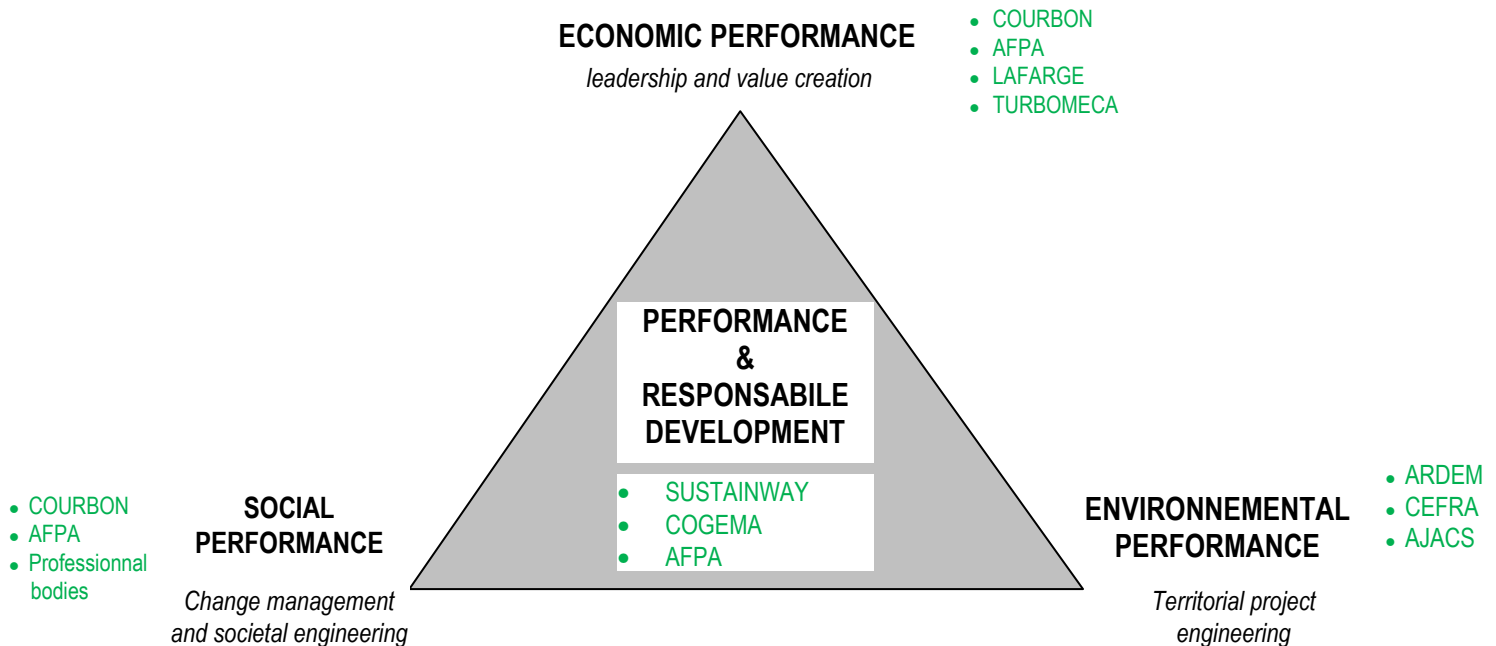 ECONOMIC PERFORMANCE
leadership and value creation
• COURBON
• AFPA
• LAFARGE
• TURBOMECA
PERFORMANCE
&
RESPONSABILE
DEVELOPMENT
• SUSTAINWAY
• COGEMA
• AFPA
• COURBON
• AFPA
• Professionnal
bodies
SOCIAL
PERFORMANCE
Change management
and societal engineering
ENVIRONNEMENTAL
PERFORMANCE
Territorial project
engineering
• ARDEM
• CEFRA
• AJACS